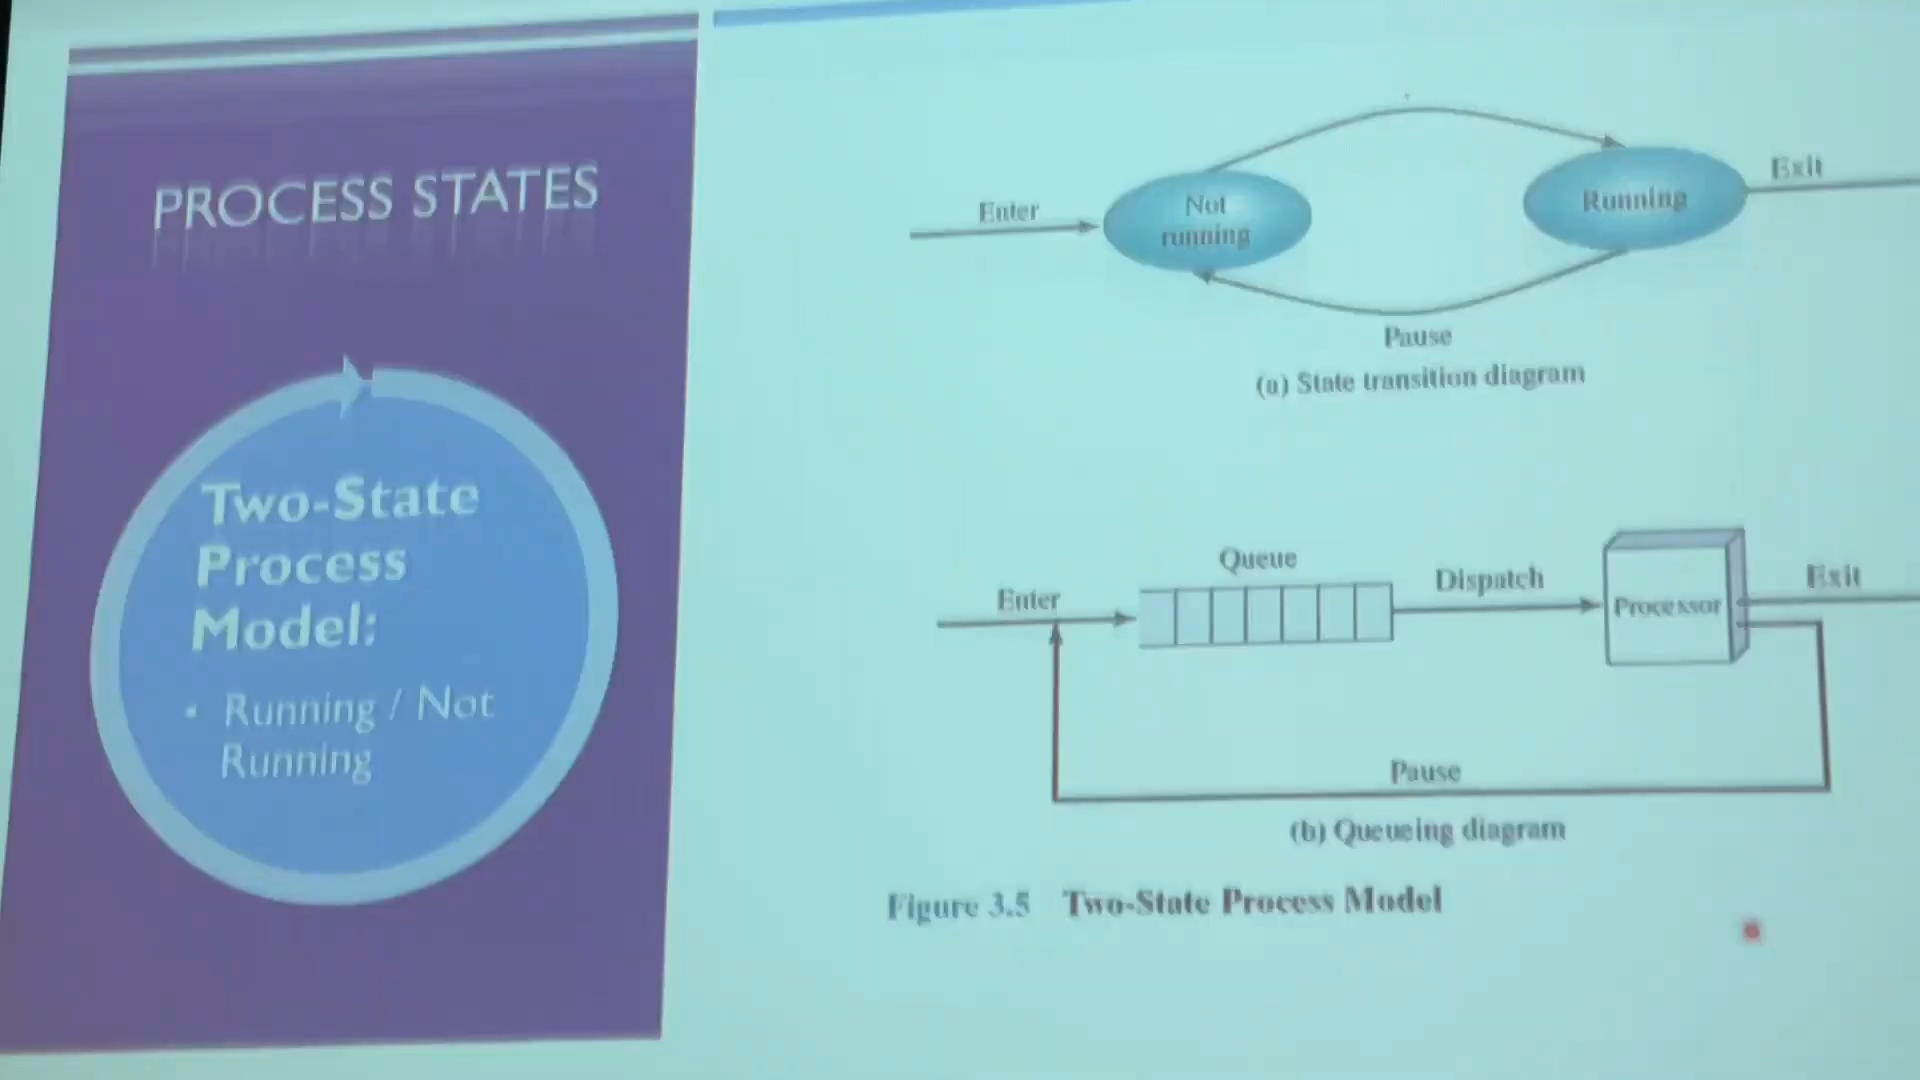 PROCESS STATES
Two-State
Process
Model:
• Running / Not
Running
Enter
Not
running
Running
Exit
Pause
(a) State transition diagram
Queue
Enter
Dispatch
Processor
Exit
Pause
(b) Queueing diagram
Figure 3.5 Two-State Process Model